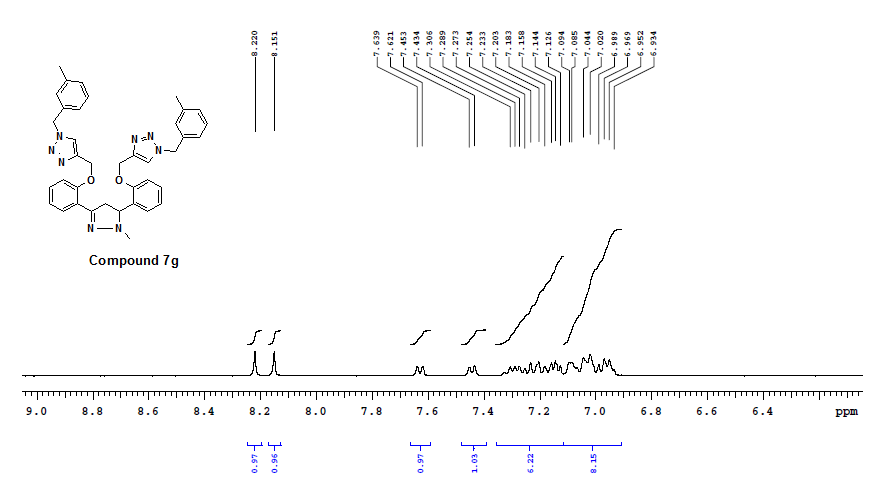 8.220
8.151
7.639
7.621
7.453
7.434
7.306
7.289
7.273
7.254
7.233
7.203
7.183
7.158
7.144
7.126
7.094
7.085
7.044
7.020
6.989
6.969
6.952
6.934
N
N
N
N N
N
O
O
N
N
Compound 7g
9.0 8.8 8.6 8.4 8.2 8.0 7.8 7.6 7.4 7.2 7.0 6.8 6.6 6.4 ppm
0.97
0.96
0.97
1.03
6.22
8.15